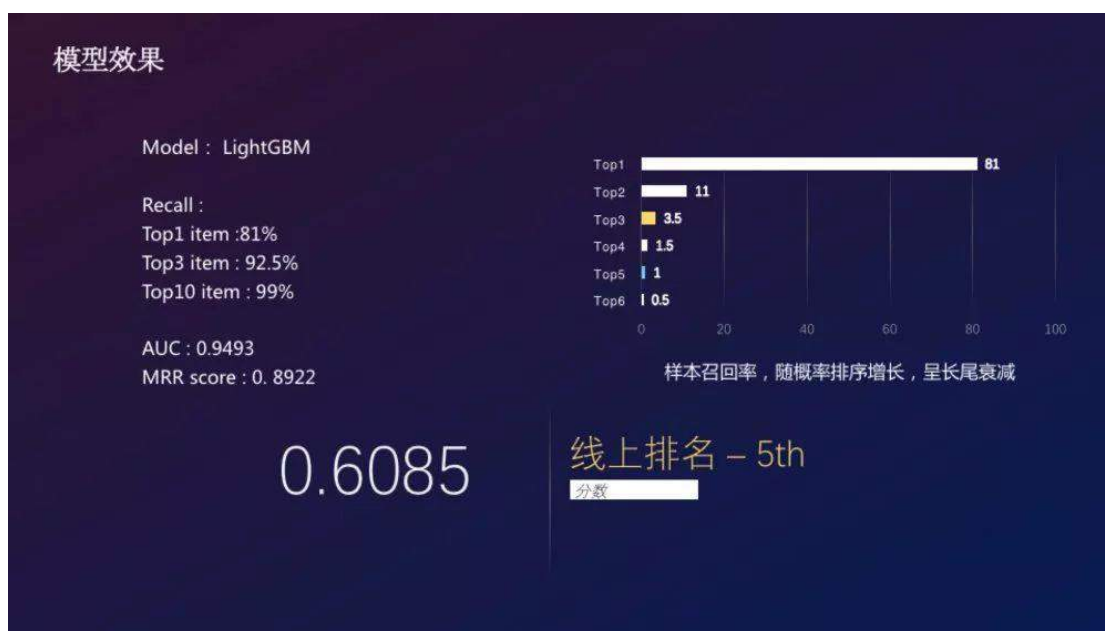 模型效果
Model : LightGBM
Recall :
Top1 item :81%
Top3 item : 92.5%
Top10 item : 99%
AUC : 0.9493
MRR score : 0. 8922
Top1 81
Top2 11
Top3 3.5
Top4 1.5
Top5 1
Top6 0.5
0 20 40 60 80 100
样本召回率，随概率排序增长，呈长尾衰减
0.6085
线上排名 – 5th
分数